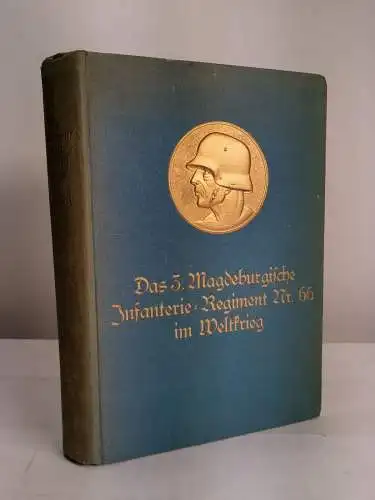 Das 3. Magdeburgische
Infanterie-Regiment Nr. 66
im Weltkrieg